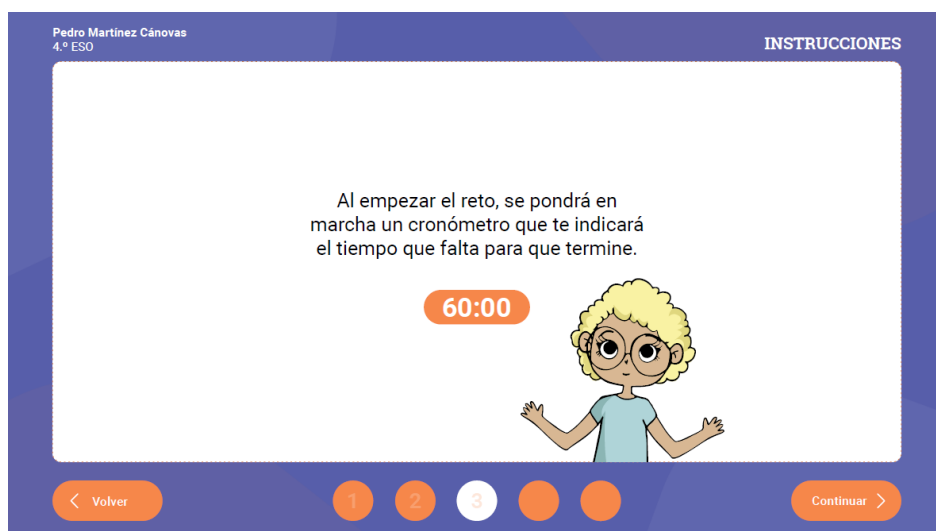 Pedro Martínez Cánovas
4.º ESO
INSTRUCCIONES
Al empezar el reto, se pondrá en
marcha un cronómetro que te indicará
el tiempo que falta para que termine.
60:00
Volver
1 2 3
Continuar